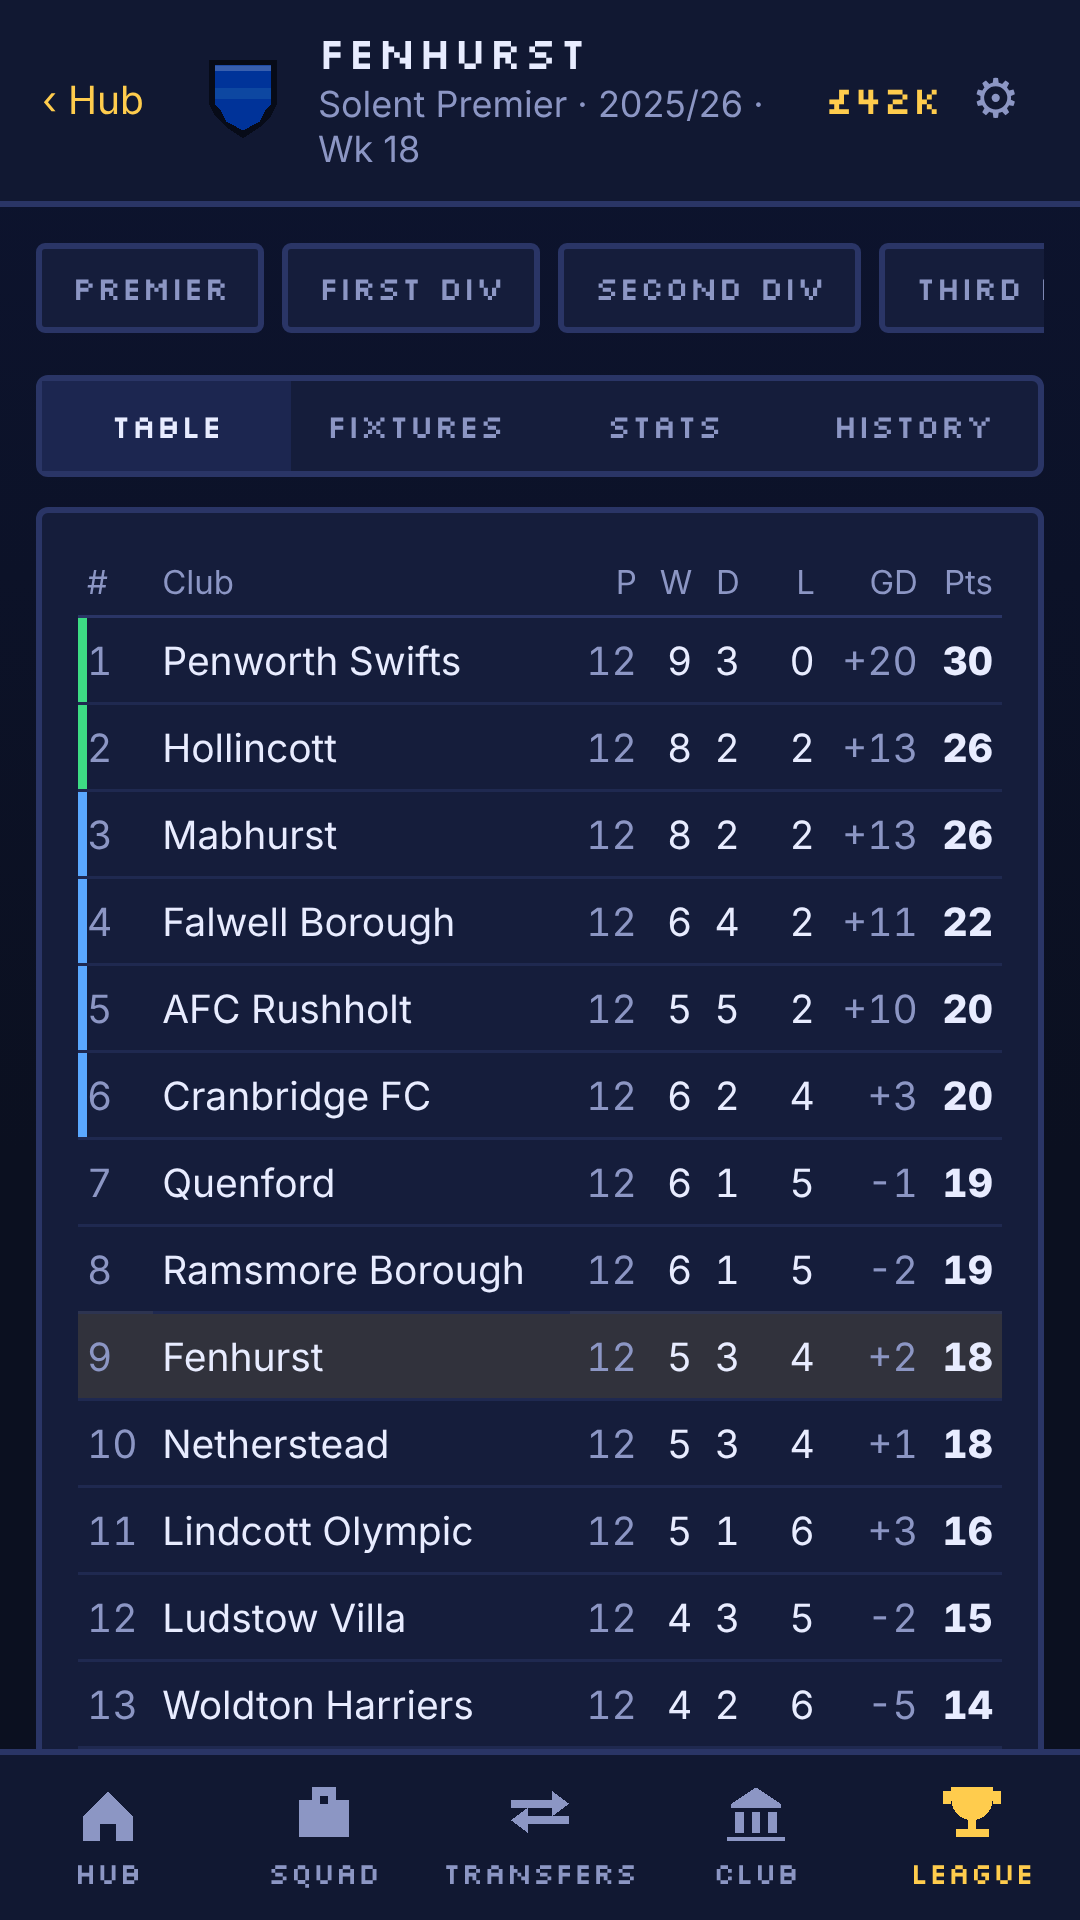 FENHURST
‹ Hub
Solent Premier · 2025/26 ·
Wk 18
£42K
PREMIER FIRST DIV SECOND DIV THIRD
TABLE FIXTURES STATS HISTORY
# Club P W D L GD Pts
1 Penworth Swifts 12 9 3 0 +20 30
2 Hollincott 12 8 2 2 +13 26
3 Mabhurst 12 8 2 2 +13 26
4 Falwell Borough 12 6 4 2 +11 22
5 AFC Rushholt 12 5 5 2 +10 20
6 Cranbridge FC 12 6 2 4 +3 20
7 Quenford 12 6 1 5 -1 19
8 Ramsmore Borough 12 6 1 5 -2 19
9 Fenhurst 12 5 3 4 +2 18
10 Netherstead 12 5 3 4 +1 18
11 Lindcott Olympic 12 5 1 6 +3 16
12 Ludstow Villa 12 4 3 5 -2 15
13 Woldton Harriers 12 4 2 6 -5 14
HUB SQUAD TRANSFERS CLUB LEAGUE